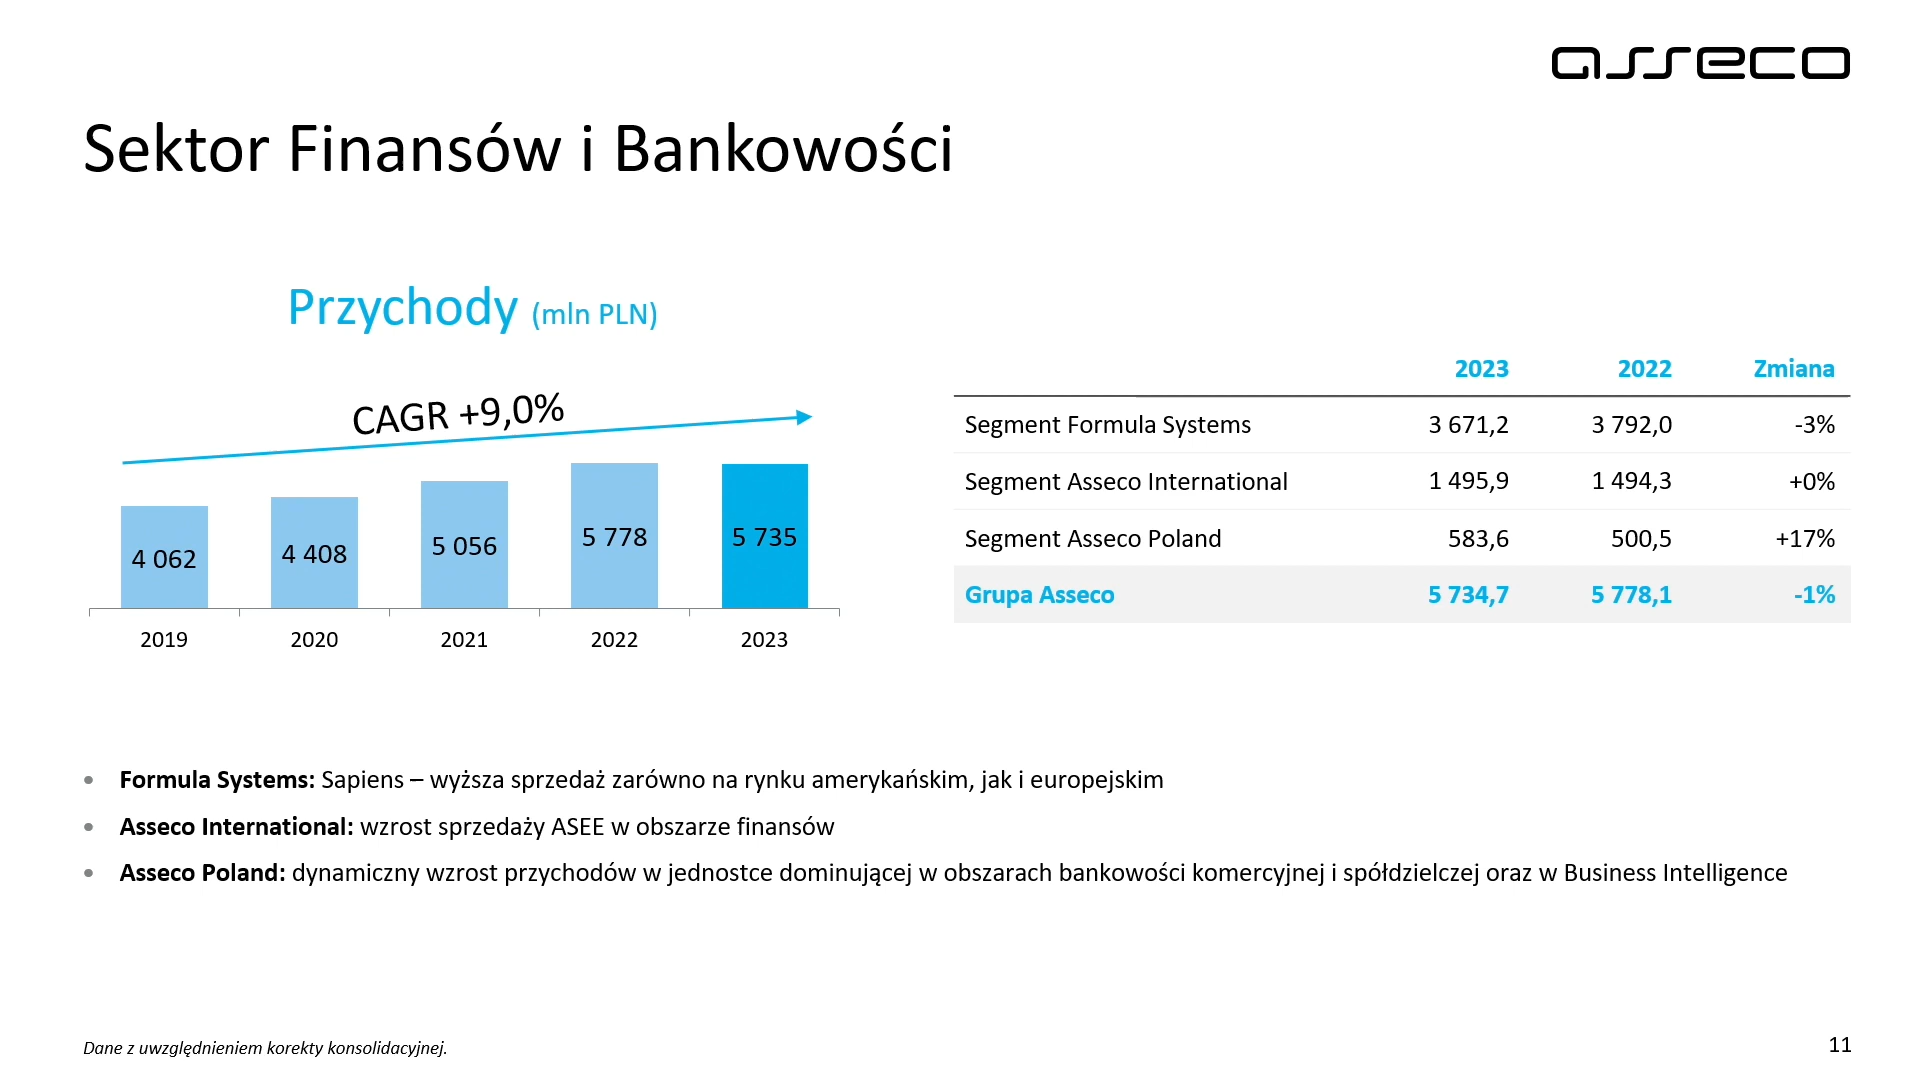 asseco
Sektor Finansów i Bankowości
Przychody (mln PLN)
CAGR +9,0%
4 062
4 408
5 056
5 778
5 735
2019
2020
2021
2022
2023
2023 2022 Zmiana
Segment Formula Systems 3 671,2 3 792,0 -3%
Segment Asseco International 1 495,9 1 494,3 +0%
Segment Asseco Poland 583,6 500,5 +17%
Grupa Asseco 5 734,7 5 778,1 -1%
• Formula Systems: Sapiens – wyższa sprzedaż zarówno na rynku amerykańskim, jak i europejskim
• Asseco International: wzrost sprzedaży ASEE w obszarze finansów
• Asseco Poland: dynamiczny wzrost przychodów w jednostce dominującej w obszarach bankowości komercyjnej i spółdzielczej oraz w Business Intelligence
Dane z uwzględnieniem korekty konsolidacyjnej.
11